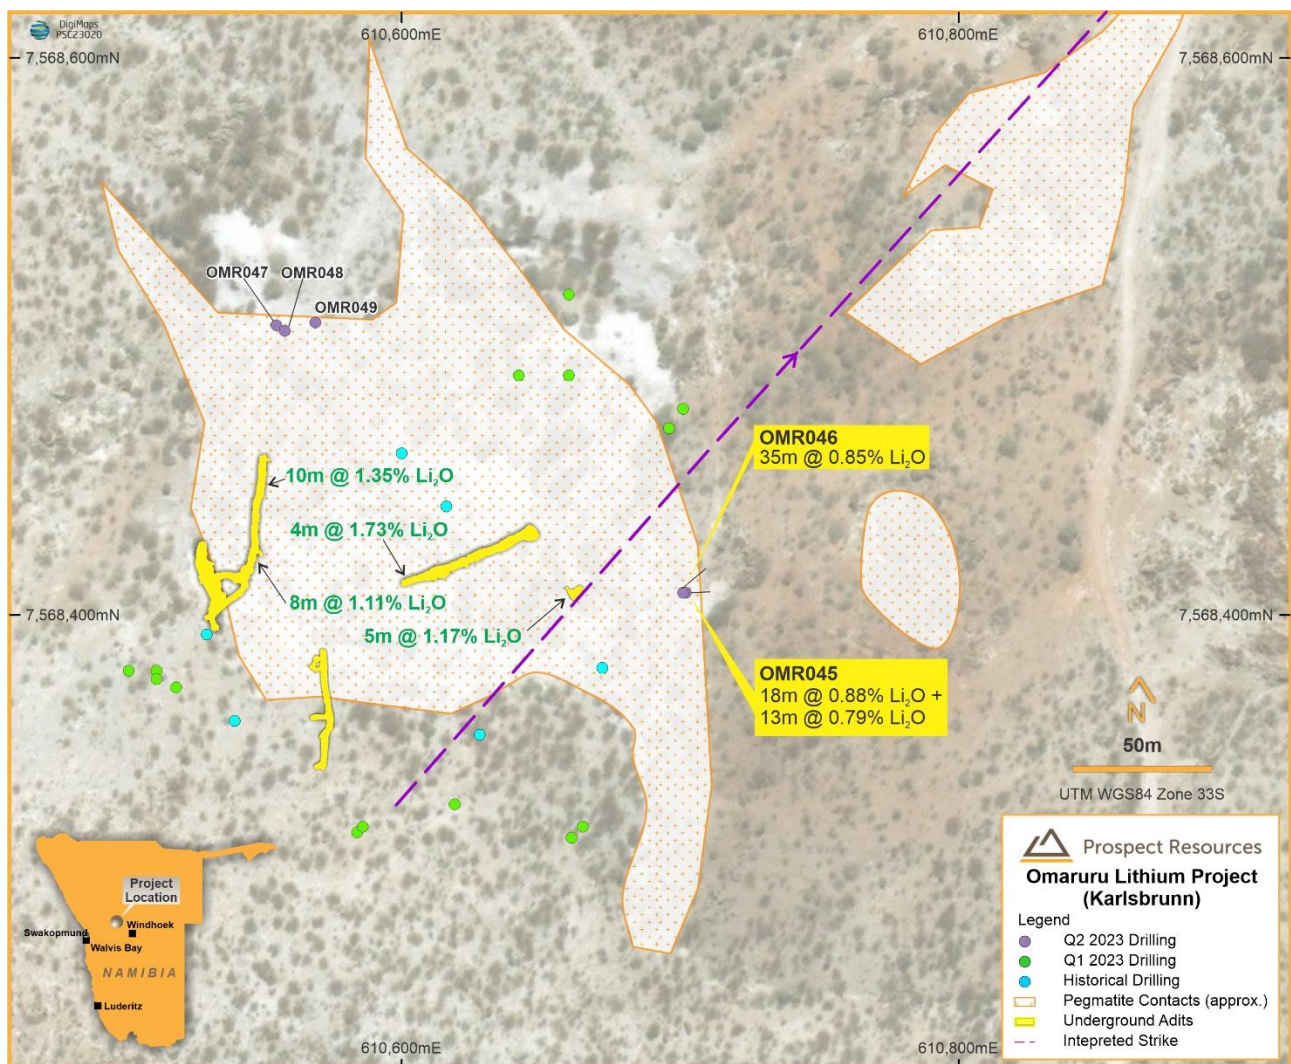 DigiMaps
PSC23020
610,600mE
610,800mE
7,568,600mN
7,568,600mN
OMR047
OMR048
OMR049
OMR046
35m @ 0.85% Li₂O
10m @ 1.35% Li₂O
4m @ 1.73% Li₂O
8m @ 1.11% Li₂O
5m @ 1.17% Li₂O
7,568,400mN
7,568,400mN
OMR045
18m @ 0.88% Li₂O +
13m @ 0.79% Li₂O
N
50m
UTM WGS84 Zone 33S
Project
Location
Windhoek
Swakopmund
Walvis Bay
NAMIBIA
Luderitz
Prospect Resources
Omaruru Lithium Project
(Karlsbrunn)
Legend
Q2 2023 Drilling
Q1 2023 Drilling
Historical Drilling
Pegmatite Contacts (approx.)
Underground Adits
Intepreted Strike
610,600mE
610,800mE